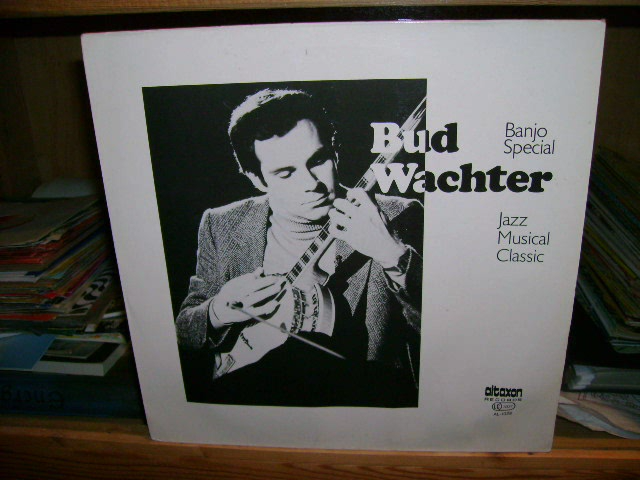 Bud
Wachter
Banjo
Special
Jazz
Musical
Classic
altaxon
RECORDS